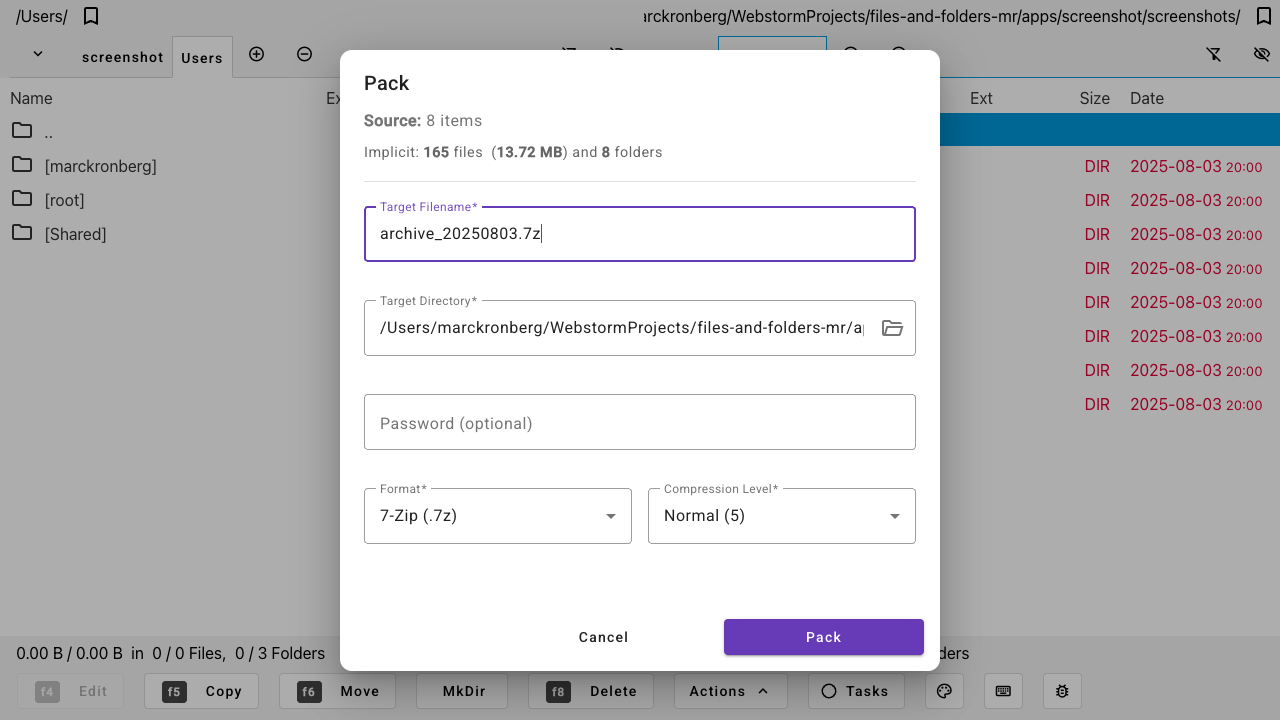 /Users/
arckronberg/WebstormProjects/files-and-folders-mr/apps/screenshot/screenshots/
screenshot
Users
Name
Ext
Size
Date
..
[marckronberg]
[root]
[Shared]
DIR 2025-08-03 20:00
DIR 2025-08-03 20:00
DIR 2025-08-03 20:00
DIR 2025-08-03 20:00
DIR 2025-08-03 20:00
DIR 2025-08-03 20:00
DIR 2025-08-03 20:00
DIR 2025-08-03 20:00
Pack
Source: 8 items
Implicit: 165 files (13.72 MB) and 8 folders
Target Filename*
archive_20250803.7z
Target Directory*
/Users/marckronberg/WebstormProjects/files-and-folders-mr/a
Password (optional)
Format*
7-Zip (.7z)
Compression Level*
Normal (5)
Cancel
Pack
0.00 B / 0.00 B in 0 / 0 Files, 0 / 3 Folders
f4 Edit
f5 Copy
f6 Move
MkDir
f8 Delete
Actions
Tasks